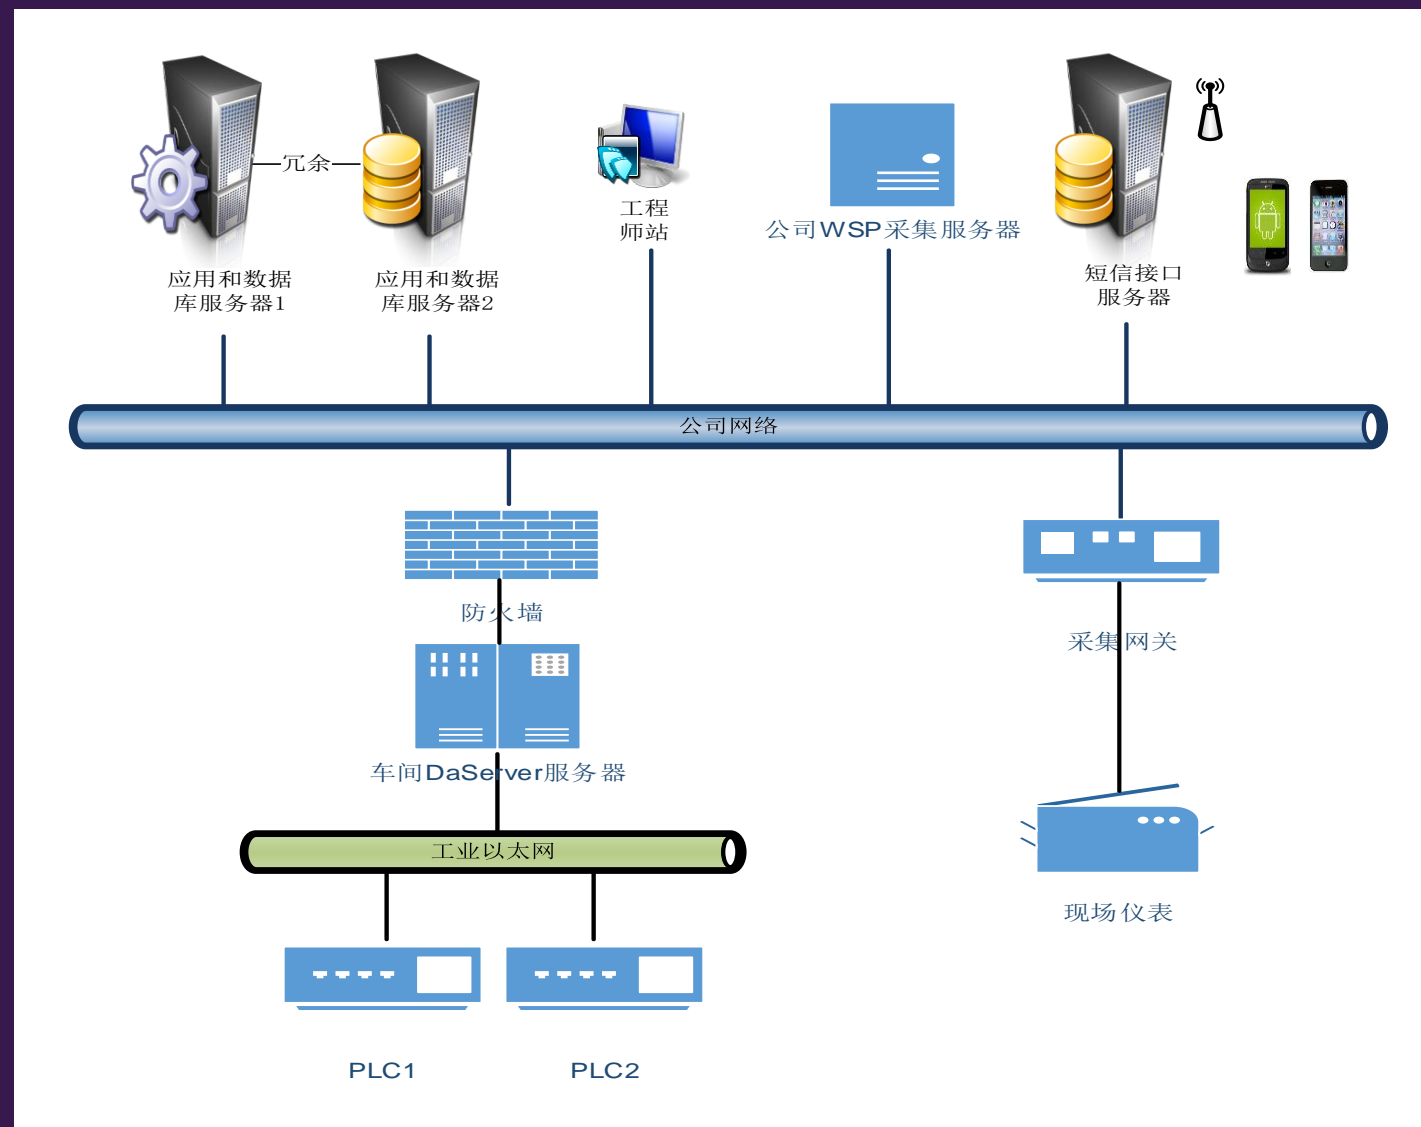 冗余
工程
师站
公司WSP采集服务器
应用和数据
库服务器1
应用和数据
库服务器2
短信接口
服务器
公司网络
防火墙
采集网关
车间DaServer服务器
工业以太网
现场仪表
PLC1
PLC2